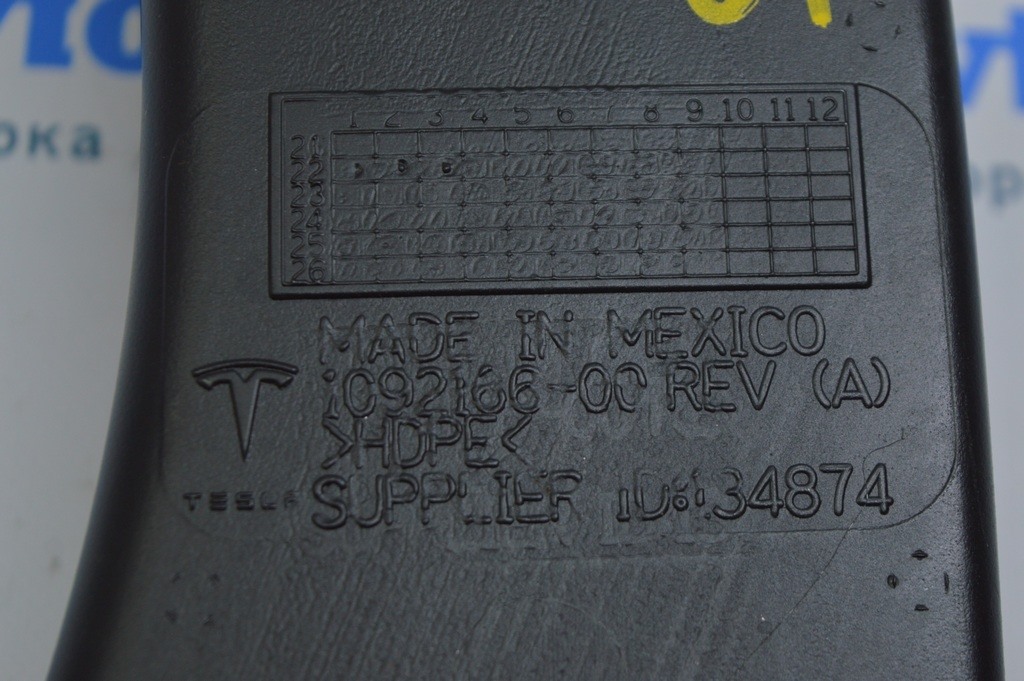 1 2 3 4 5 6 7 8 9 10 11 12
21
22
23
24
25
26
MADE IN MEXICO
1092166-00 REV (A)
>HDPE<
TESLA
SUPPLIER ID:134874